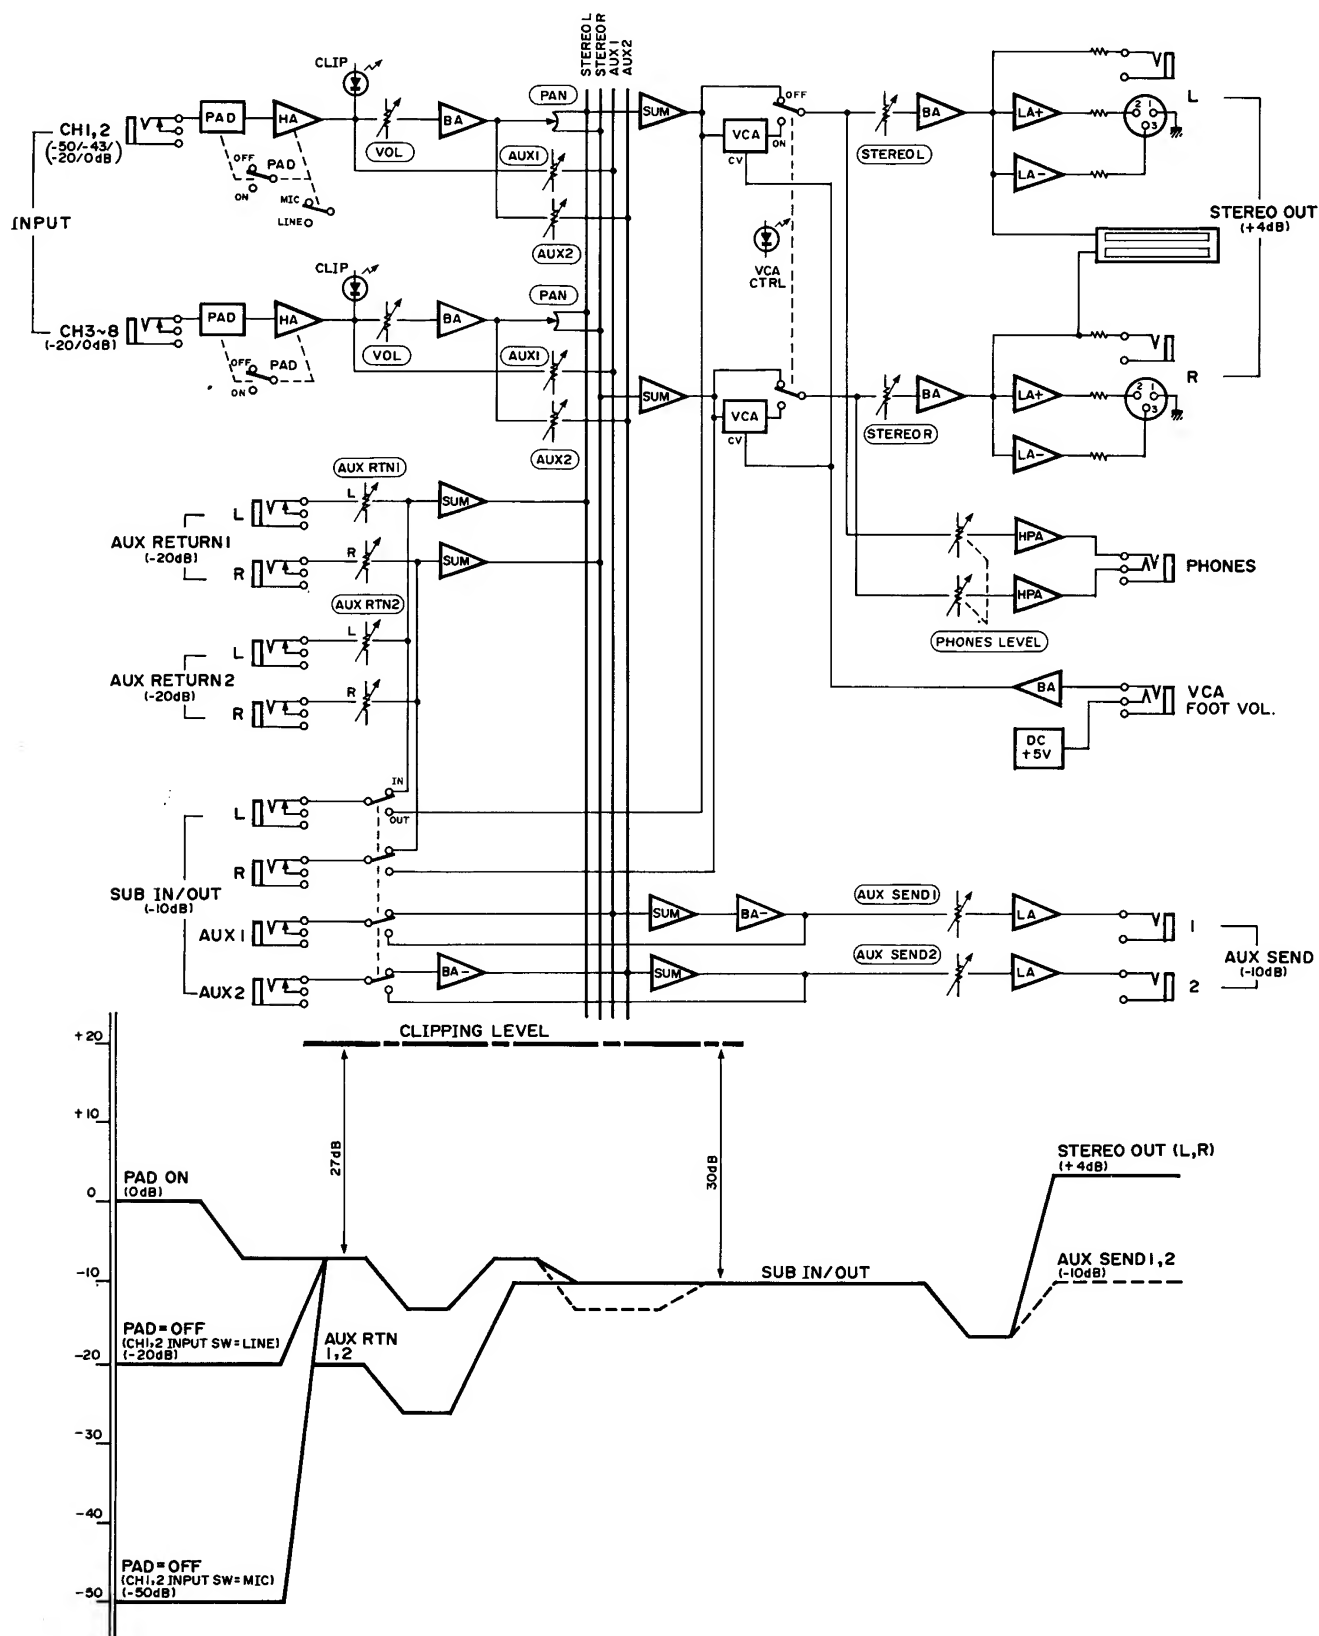 STEREO L
STEREO R
AUX1
AUX2
CLIP
PAN
OFF
L
CH1,2
(-50/-43/
-20/0dB)
PAD
HA
BA
SUM
VCA
ON
CV
BA
LA+
2 1
3
VOL
AUX1
STEREO L
LA-
OFF
PAD
ON
MIC
LINE
INPUT
AUX2
VCA
CTRL
STEREO OUT
(+4dB)
CLIP
PAN
CH3~8
(-20/0dB)
PAD
HA
BA
VOL
AUX1
OFF
PAD
ON
SUM
VCA
CV
BA
LA+
2 1
3
R
STEREO R
LA-
AUX2
AUX RTN1
L
SUM
L
AUX RETURN1
(-20dB)
R
R
SUM
HPA
PHONES
HPA
AUX RTN2
L
L
PHONES LEVEL
AUX RETURN2
(-20dB)
R
R
BA
VCA
FOOT VOL.
DC
+5V
IN
L
OUT
R
SUB IN/OUT
(-10dB)
AUX1
SUM
BA-
AUX SEND1
LA
1
AUX2
BA-
SUM
AUX SEND2
LA
2
AUX SEND
(-10dB)
CLIPPING LEVEL
+20
+10
27dB
30dB
STEREO OUT (L,R)
(+4dB)
PAD ON
(0dB)
0
-10
SUB IN/OUT
AUX SEND1,2
(-10dB)
PAD=OFF
(CH1,2 INPUT SW=LINE)
(-20dB)
AUX RTN
1,2
-20
-30
-40
PAD=OFF
(CH1,2 INPUT SW=MIC)
(-50dB)
-50